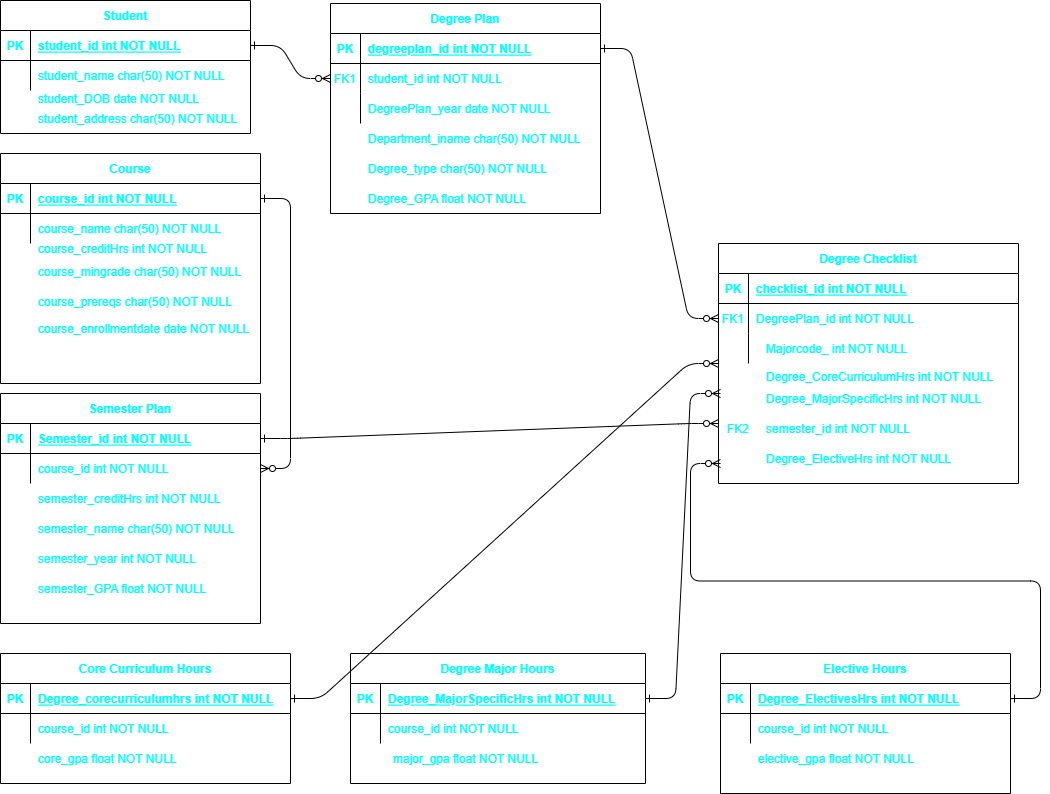 Student
PK student_id int NOT NULL
student_name char(50) NOT NULL
student_DOB date NOT NULL
student_address char(50) NOT NULL
Degree Plan
PK degreeplan_id int NOT NULL
FK1 student_id int NOT NULL
DegreePlan_year date NOT NULL
Department_iname char(50) NOT NULL
Degree_type char(50) NOT NULL
Degree_GPA float NOT NULL
Course
PK course_id int NOT NULL
course_name char(50) NOT NULL
course_creditHrs int NOT NULL
course_mingrade char(50) NOT NULL
course_prereqs char(50) NOT NULL
course_enrollmentdate date NOT NULL
Degree Checklist
PK checklist_id int NOT NULL
FK1 DegreePlan_id int NOT NULL
Majorcode_ int NOT NULL
Degree_CoreCurriculumHrs int NOT NULL
Degree_MajorSpecificHrs int NOT NULL
FK2 semester_id int NOT NULL
Degree_ElectiveHrs int NOT NULL
Semester Plan
PK Semester_id int NOT NULL
course_id int NOT NULL
semester_creditHrs int NOT NULL
semester_name char(50) NOT NULL
semester_year int NOT NULL
semester_GPA float NOT NULL
Core Curriculum Hours
PK Degree_corecurriculumhrs int NOT NULL
course_id int NOT NULL
core_gpa float NOT NULL
Degree Major Hours
PK Degree_MajorSpecificHrs int NOT NULL
course_id int NOT NULL
major_gpa float NOT NULL
Elective Hours
PK Degree_ElectivesHrs int NOT NULL
course_id int NOT NULL
elective_gpa float NOT NULL